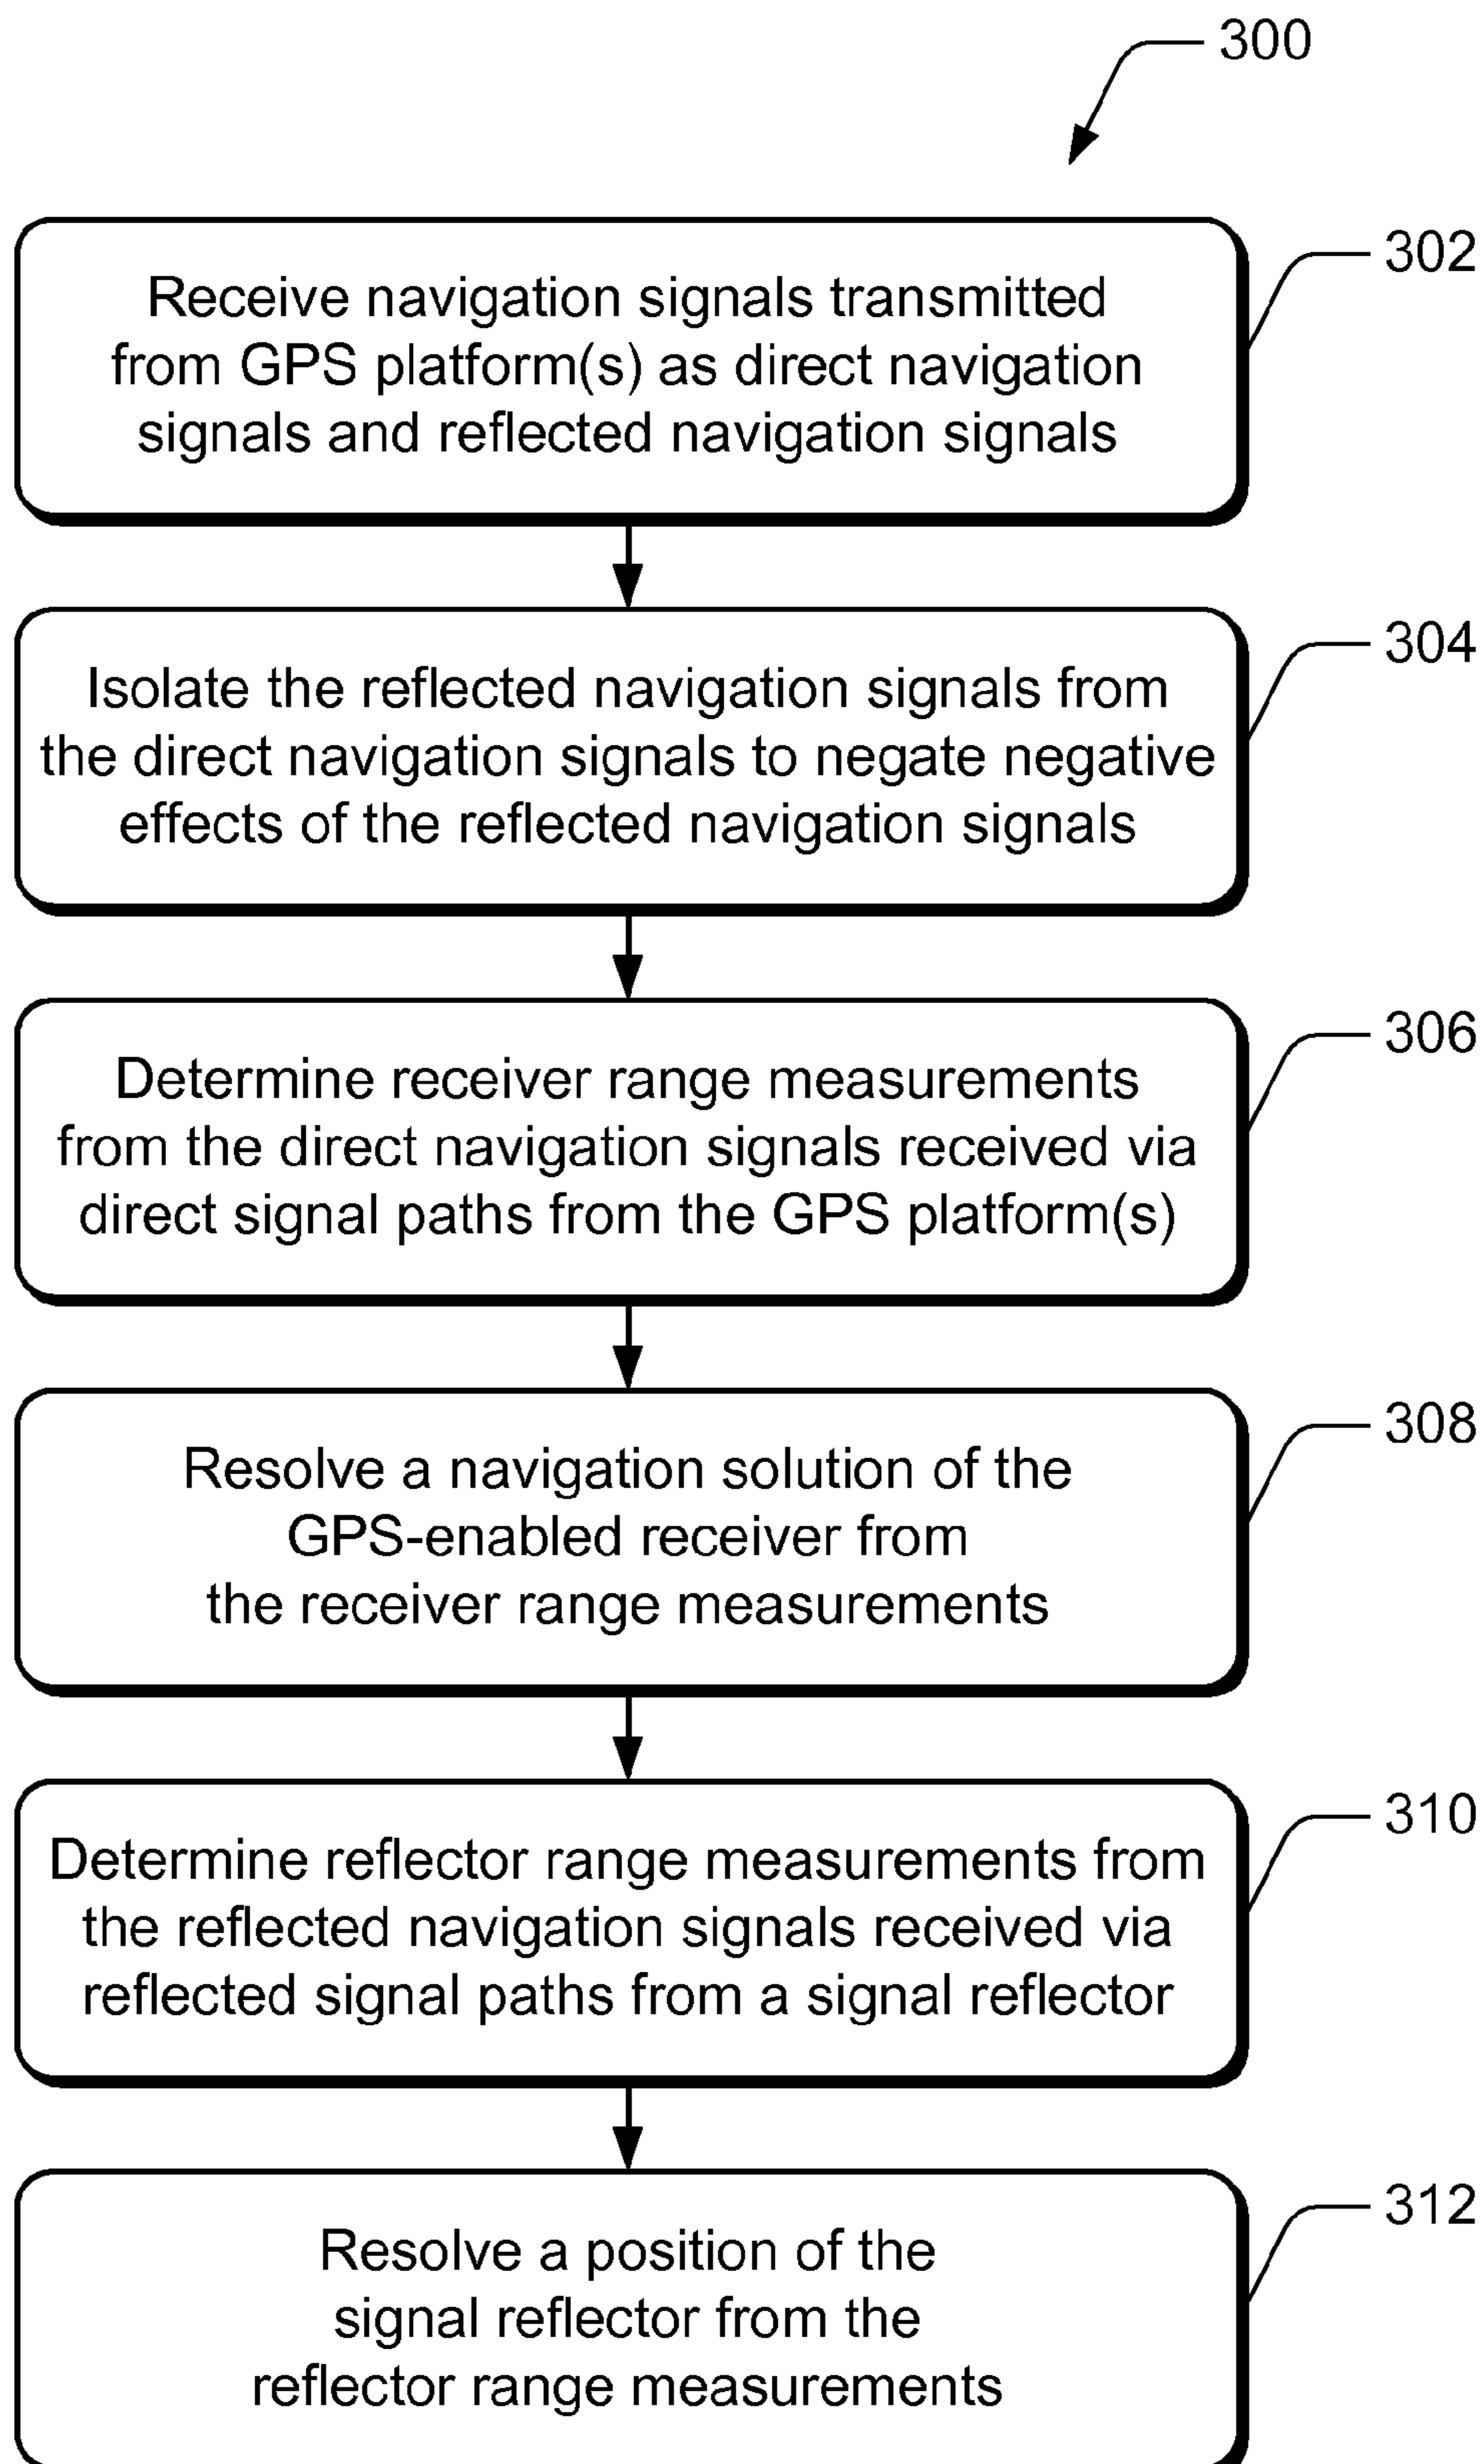 300
302
Receive navigation signals transmitted
from GPS platform(s) as direct navigation
signals and reflected navigation signals
304
Isolate the reflected navigation signals from
the direct navigation signals to negate negative
effects of the reflected navigation signals
306
Determine receiver range measurements
from the direct navigation signals received via
direct signal paths from the GPS platform(s)
308
Resolve a navigation solution of the
GPS-enabled receiver from
the receiver range measurements
310
Determine reflector range measurements from
the reflected navigation signals received via
reflected signal paths from a signal reflector
312
Resolve a position of the
signal reflector from the
reflector range measurements